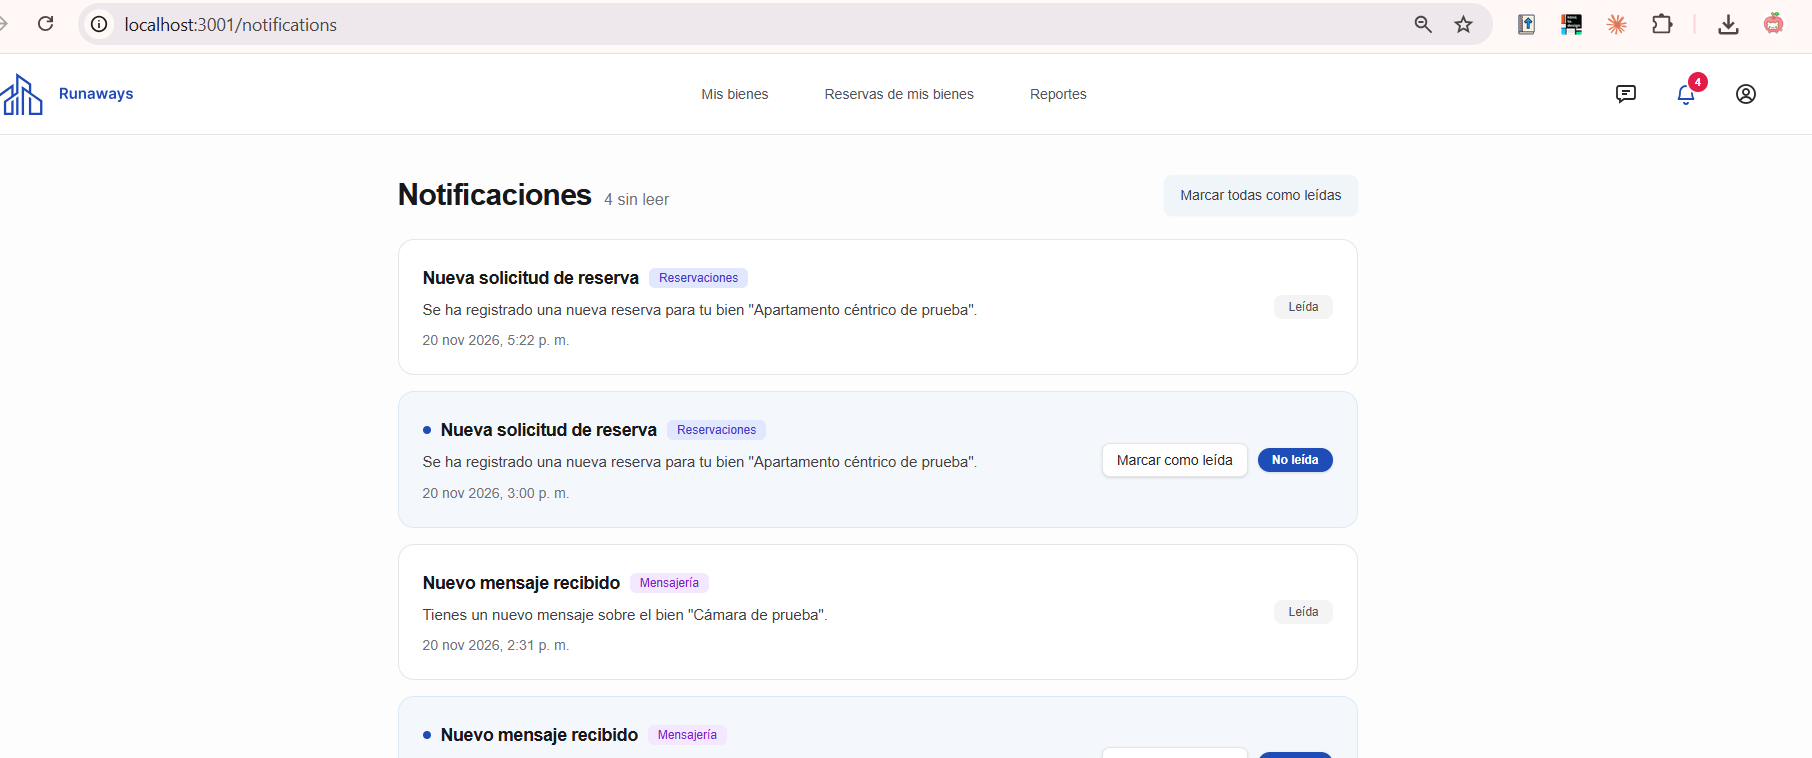 localhost:3001/notifications
Runaways
Mis bienes
Reservas de mis bienes
Reportes
4
Notificaciones 4 sin leer
Marcar todas como leídas
Nueva solicitud de reserva Reservaciones
Se ha registrado una nueva reserva para tu bien "Apartamento céntrico de prueba".
20 nov 2026, 5:22 p. m.
Leída
Nueva solicitud de reserva Reservaciones
Se ha registrado una nueva reserva para tu bien "Apartamento céntrico de prueba".
20 nov 2026, 3:00 p. m.
Marcar como leída
No leída
Nuevo mensaje recibido Mensajería
Tienes un nuevo mensaje sobre el bien "Cámara de prueba".
20 nov 2026, 2:31 p. m.
Leída
Nuevo mensaje recibido Mensajería